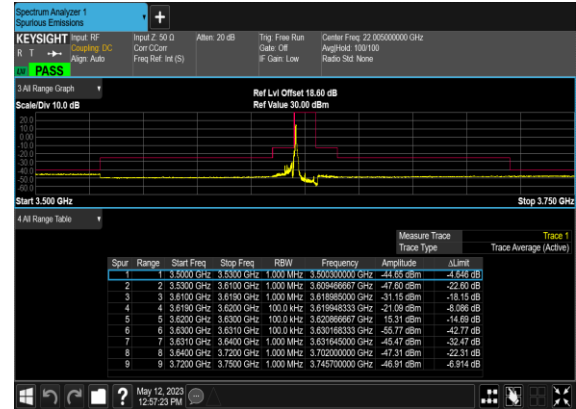 Spectrum Analyzer 1
Spurious Emissions
+
KEYSIGHT Input: RF Input Z: 50 Ω Atten: 20 dB Trig: Free Run Center Freq: 22.005000000 GHz
R T Coupling: DC Corr CCorr Gate: Off Avg|Hold: 100/100
Align: Auto Freq Ref: Int (S) IF Gain: Low Radio Std: None
LV PASS
3 All Range Graph
Ref Lvl Offset 18.60 dB
Scale/Div 10.0 dB Ref Value 30.00 dBm
20.0
10.0
0.00
-10.0
-20.0
-30.0
-40.0
-50.0
-60.0
Start 3.500 GHz Stop 3.750 GHz
4 All Range Table
Measure Trace Trace 1
Trace Type Trace Average (Active)
Spur Range Start Freq Stop Freq RBW Frequency Amplitude ΔLimit
1 1 3.5000 GHz 3.5300 GHz 1.000 MHz 3.500300000 GHz -44.65 dBm -4.646 dB
2 2 3.5300 GHz 3.6100 GHz 1.000 MHz 3.609466667 GHz -47.60 dBm -22.60 dB
3 3 3.6100 GHz 3.6190 GHz 1.000 MHz 3.618985000 GHz -31.15 dBm -18.15 dB
4 4 3.6190 GHz 3.6200 GHz 100.0 kHz 3.619948333 GHz -21.09 dBm -8.086 dB
5 5 3.6200 GHz 3.6300 GHz 100.0 kHz 3.620866667 GHz 15.31 dBm -14.69 dB
6 6 3.6300 GHz 3.6310 GHz 100.0 kHz 3.630168333 GHz -55.77 dBm -42.77 dB
7 7 3.6310 GHz 3.6400 GHz 1.000 MHz 3.631645000 GHz -45.47 dBm -32.47 dB
8 8 3.6400 GHz 3.7200 GHz 1.000 MHz 3.702000000 GHz -47.31 dBm -22.31 dB
9 9 3.7200 GHz 3.7500 GHz 1.000 MHz 3.745700000 GHz -46.91 dBm -6.914 dB
? May 12, 2023
12:57:23 PM